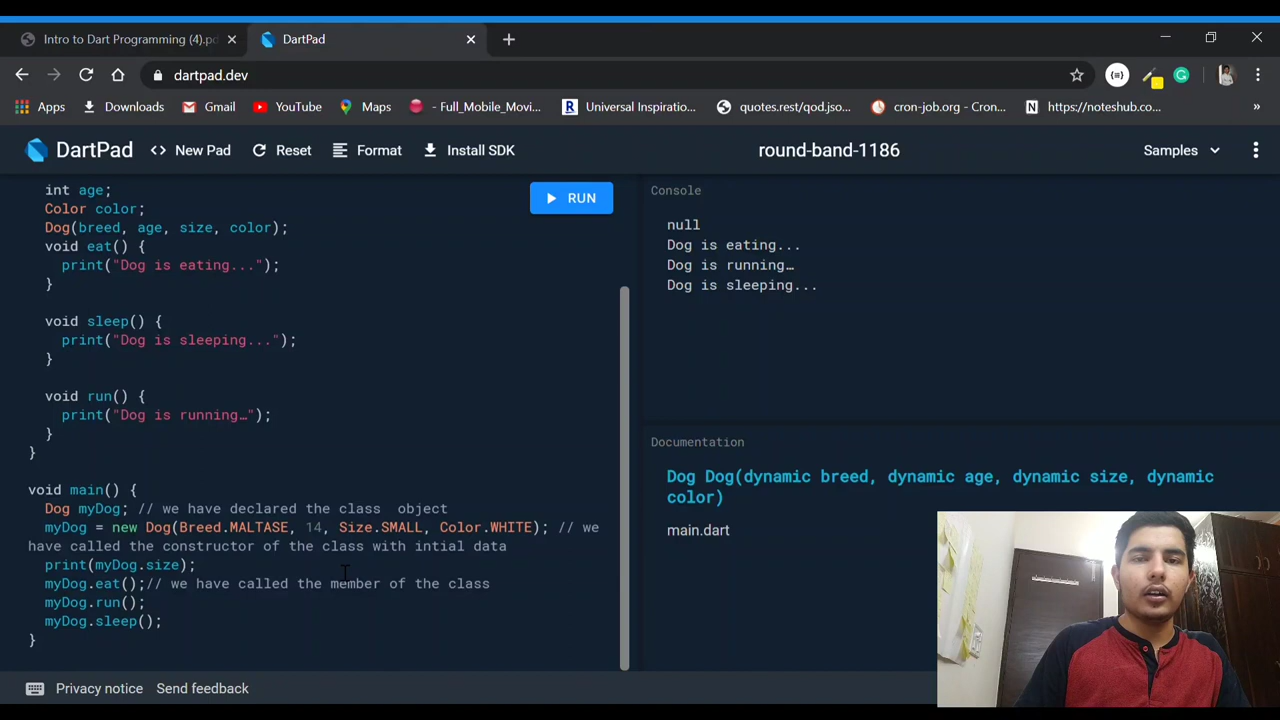 Intro to Dart Programming (4).pd
DartPad
dartpad.dev
Apps
Downloads
Gmail
YouTube
Maps
- Full_Mobile_Movi...
Universal Inspiratio...
quotes.rest/qod.jso...
cron-job.org - Cron...
https://noteshub.co...
»
DartPad
<> New Pad
Reset
Format
Install SDK
round-band-1186
Samples
int age;
Color color;
Dog(breed, age, size, color);
void eat() {
print("Dog is eating...");
}
void sleep() {
print("Dog is sleeping...");
}
void run() {
print("Dog is running…");
}
}
void main() {
Dog myDog; // we have declared the class  object
myDog = new Dog(Breed.MALTASE, 14, Size.SMALL, Color.WHITE); // we
have called the constructor of the class with intial data
print(myDog.size);
myDog.eat();// we have called the member of the class
myDog.run();
myDog.sleep();
}
RUN
Console
null
Dog is eating...
Dog is running…
Dog is sleeping...
Documentation
Dog Dog(dynamic breed, dynamic age, dynamic size, dynamic
color)
main.dart
Privacy notice
Send feedback